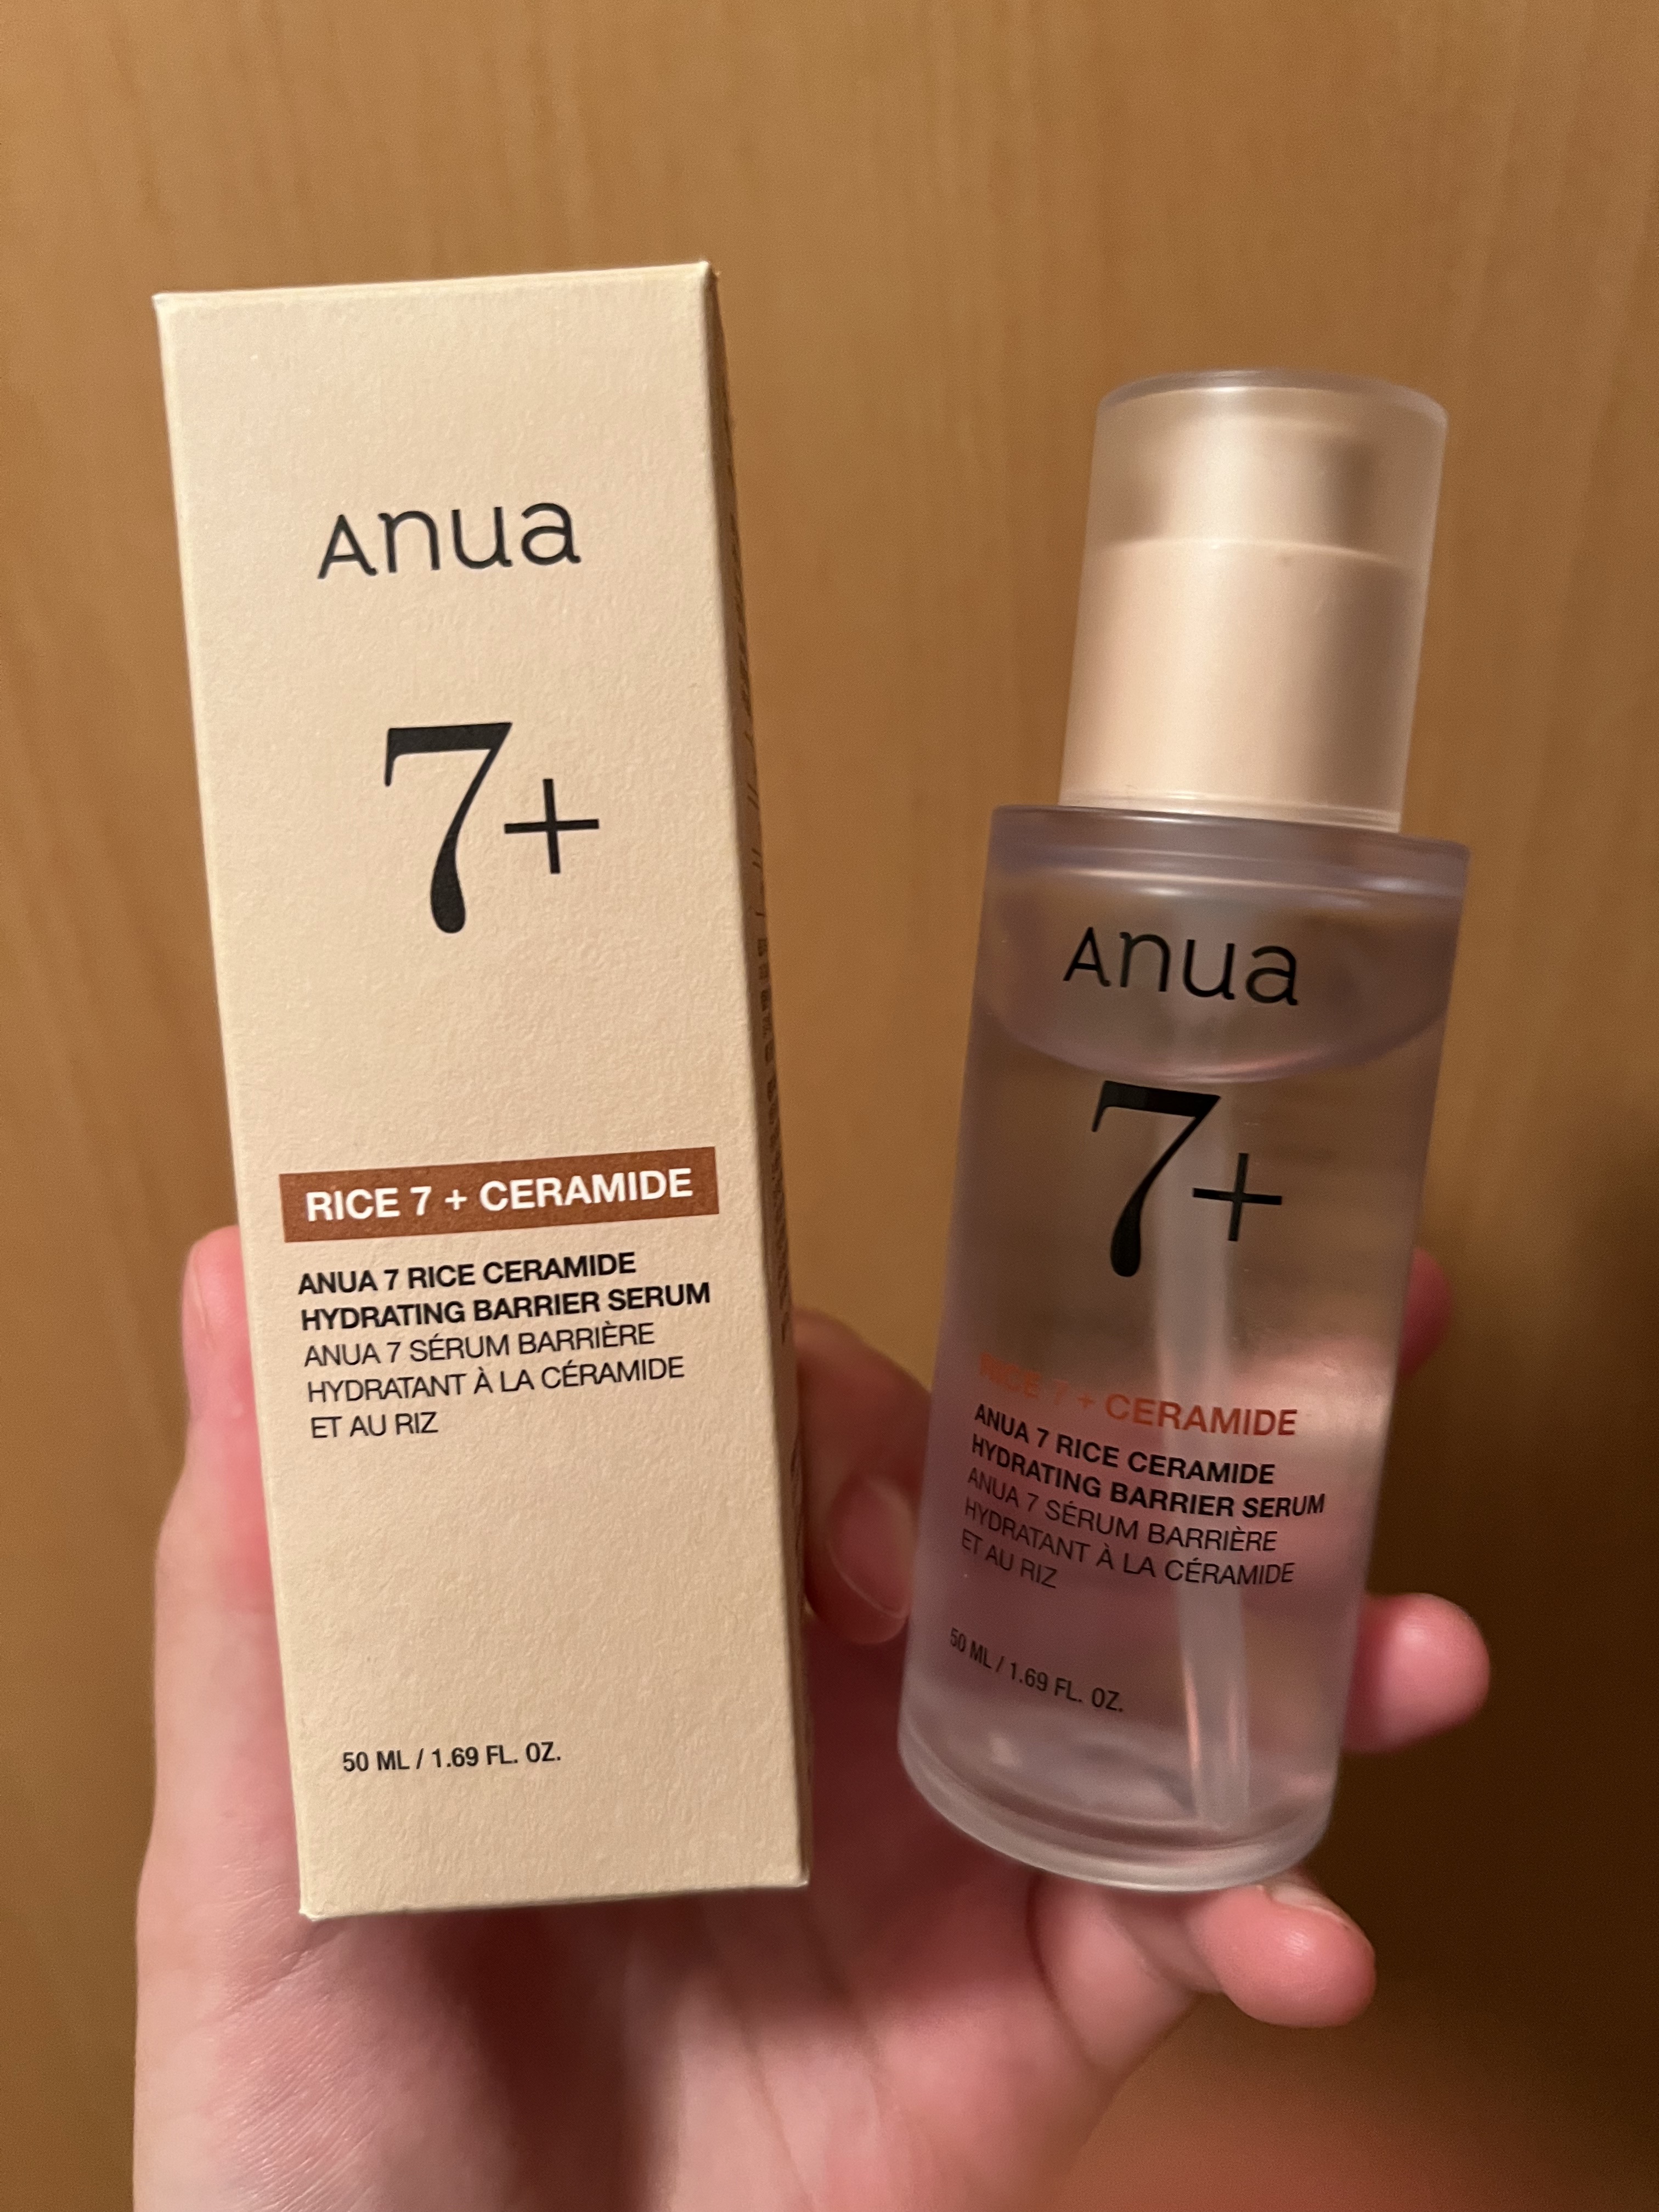 Anua
7+
RICE 7 + CERAMIDE
ANUA 7 RICE CERAMIDE
HYDRATING BARRIER SERUM
ANUA 7 SÉRUM BARRIÈRE
HYDRATANT À LA CÉRAMIDE
ET AU RIZ
50 ML / 1.69 FL. OZ.
Anua
7+
RICE 7 + CERAMIDE
ANUA 7 RICE CERAMIDE
HYDRATING BARRIER SERUM
ANUA 7 SÉRUM BARRIÈRE
HYDRATANT À LA CÉRAMIDE
ET AU RIZ
50 ML / 1.69 FL. OZ.